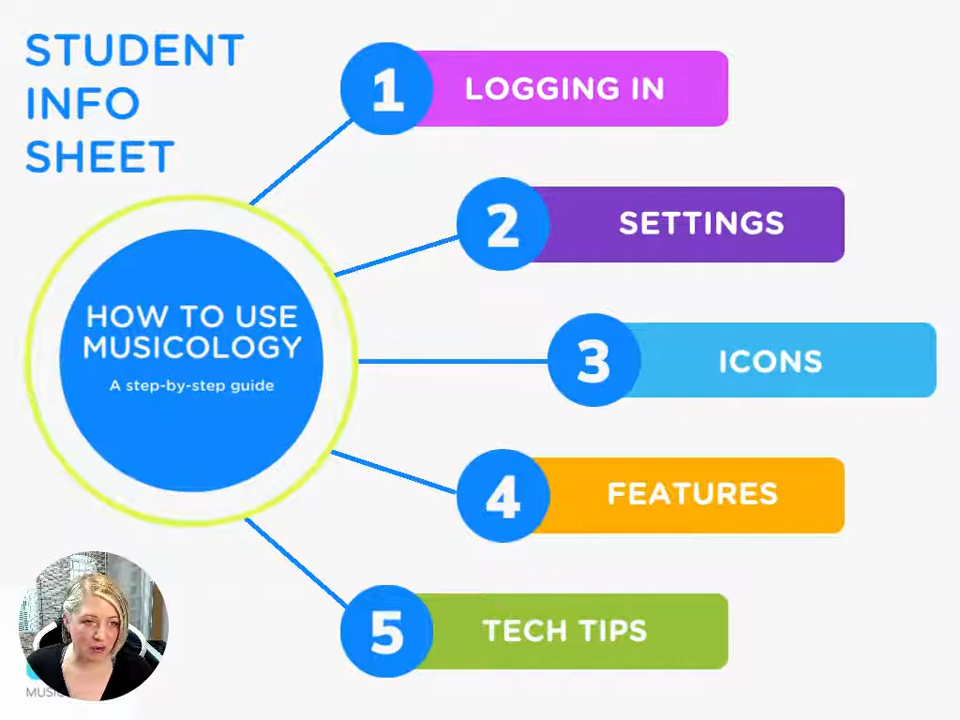 STUDENT
INFO
SHEET
HOW TO USE
MUSICOLOGY
A step-by-step guide
1
LOGGING IN
2
SETTINGS
3
ICONS
4
FEATURES
5
TECH TIPS